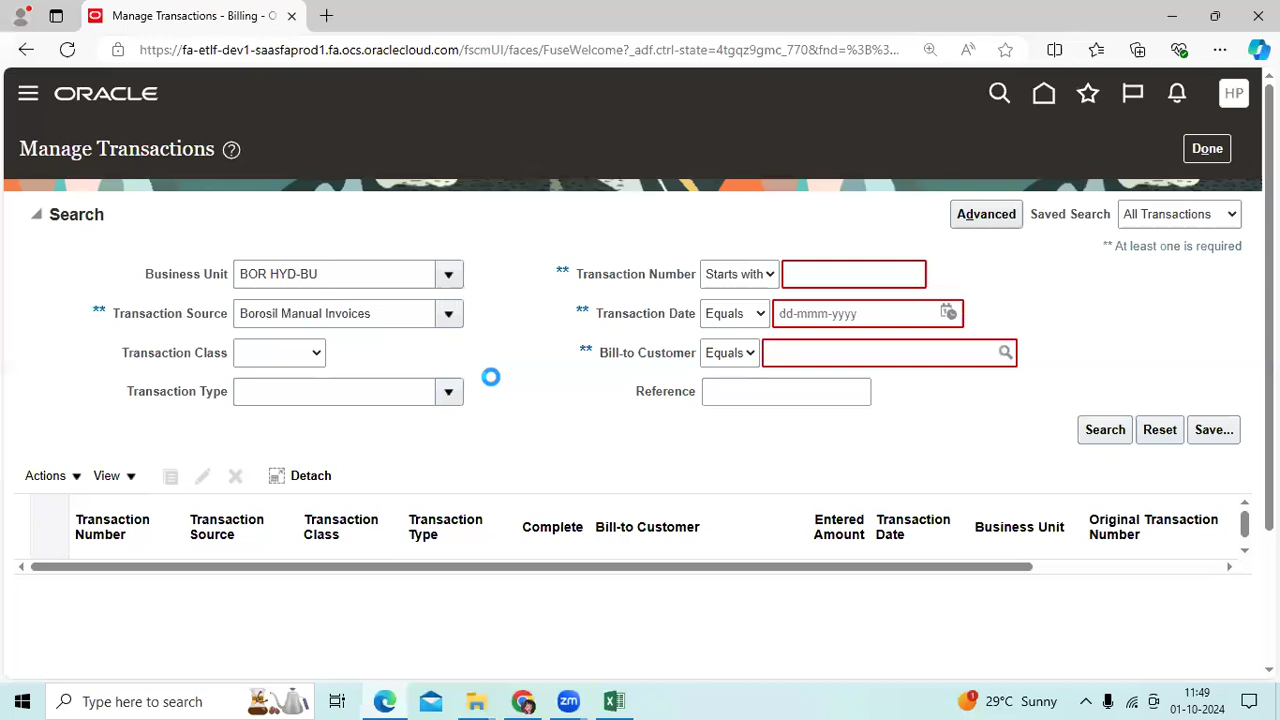 Manage Transactions - Billing - O
https://fa-etlf-dev1-saasfaprod1.fa.ocs.oraclecloud.com/fscmUI/faces/FuseWelcome?_adf.ctrl-state=4tgqz9gmc_770&fnd=%3B%3...
ORACLE
HP
Manage Transactions ?
Done
Search
Advanced Saved Search All Transactions
** At least one is required
Business Unit BOR HYD-BU
** Transaction Number Starts with
** Transaction Source Borosil Manual Invoices
** Transaction Date Equals dd-mmm-yyyy
Transaction Class
** Bill-to Customer Equals
Transaction Type
Reference
Search Reset Save...
Actions View Detach
Transaction Number Transaction Source Transaction Class Transaction Type Complete Bill-to Customer Entered Amount Transaction Date Business Unit Original Transaction Number
Type here to search
zm
1
29°C Sunny
11:49
01-10-2024